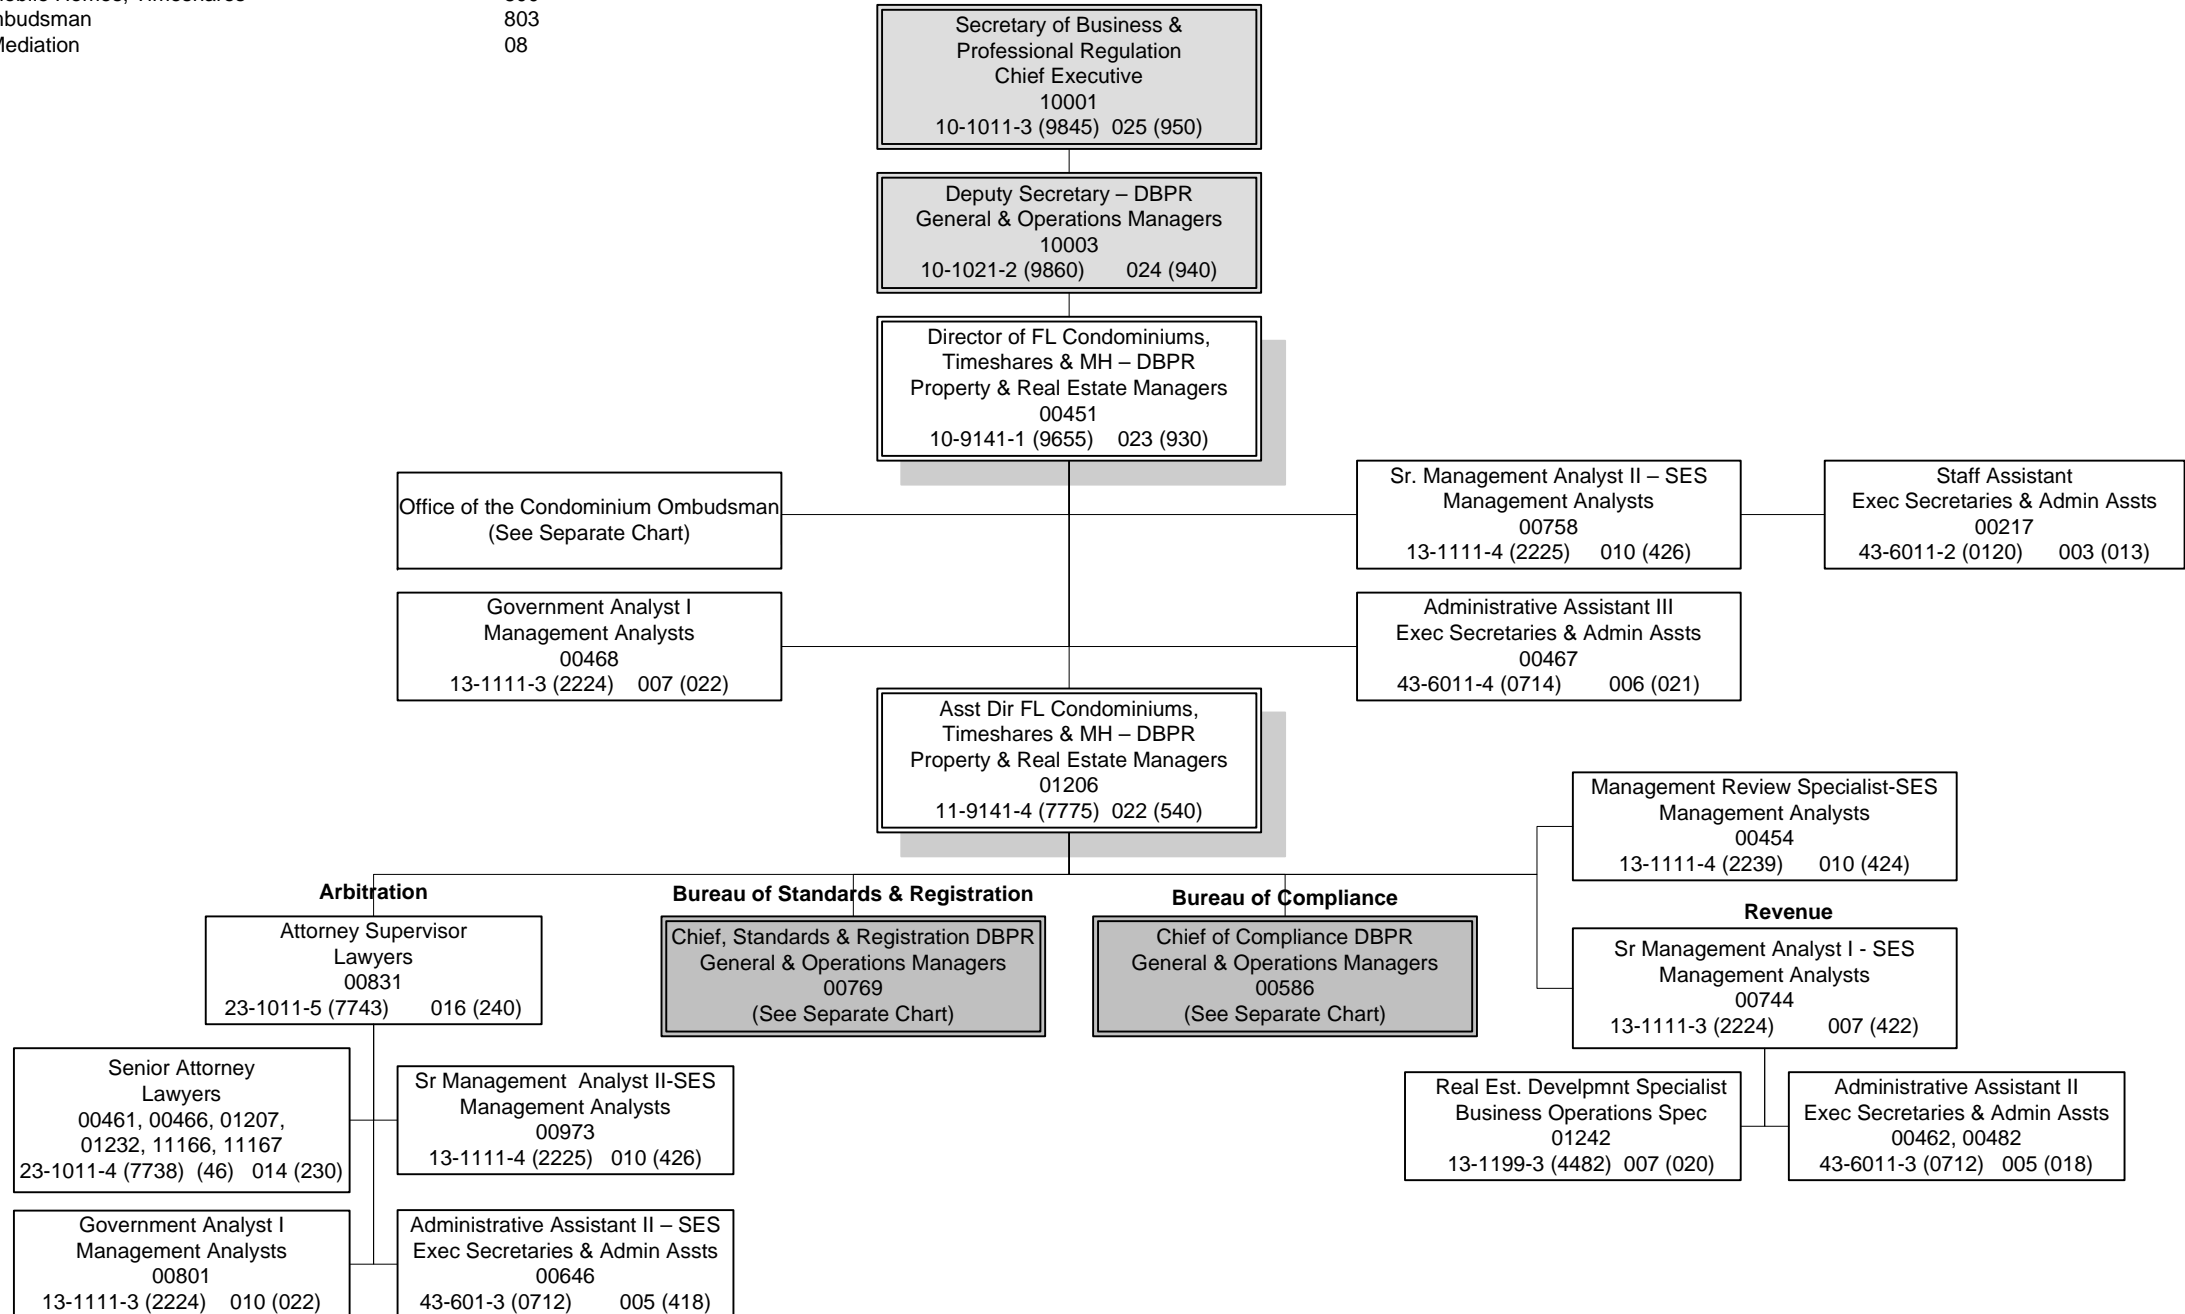 803
08
Secretary of Business &
Professional Regulation
Chief Executive
10001
10-1011-3 (9845) 025 (950)
Deputy Secretary – DBPR
General & Operations Managers
10003
10-1021-2 (9860) 024 (940)
Director of FL Condominiums,
Timeshares & MH – DBPR
Property & Real Estate Managers
00451
10-9141-1 (9655) 023 (930)
Office of the Condominium Ombudsman
(See Separate Chart)
Sr. Management Analyst II – SES
Management Analysts
00758
13-1111-4 (2225) 010 (426)
Staff Assistant
Exec Secretaries & Admin Assts
00217
43-6011-2 (0120) 003 (013)
Government Analyst I
Management Analysts
00468
13-1111-3 (2224) 007 (022)
Administrative Assistant III
Exec Secretaries & Admin Assts
00467
43-6011-4 (0714) 006 (021)
Asst Dir FL Condominiums,
Timeshares & MH – DBPR
Property & Real Estate Managers
01206
11-9141-4 (7775) 022 (540)
Management Review Specialist-SES
Management Analysts
00454
13-1111-4 (2239) 010 (424)
Arbitration
Attorney Supervisor
Lawyers
00831
23-1011-5 (7743) 016 (240)
Bureau of Standards & Registration
Chief, Standards & Registration DBPR
General & Operations Managers
00769
(See Separate Chart)
Bureau of Compliance
Chief of Compliance DBPR
General & Operations Managers
00586
(See Separate Chart)
Revenue
Sr Management Analyst I - SES
Management Analysts
00744
13-1111-3 (2224) 007 (422)
Senior Attorney
Lawyers
00461, 00466, 01207,
01232, 11166, 11167
23-1011-4 (7738) (46) 014 (230)
Sr Management Analyst II-SES
Management Analysts
00973
13-1111-4 (2225) 010 (426)
Real Est. Develpmnt Specialist
Business Operations Spec
01242
13-1199-3 (4482) 007 (020)
Administrative Assistant II
Exec Secretaries & Admin Assts
00462, 00482
43-6011-3 (0712) 005 (018)
Government Analyst I
Management Analysts
00801
13-1111-3 (2224) 010 (022)
Administrative Assistant II – SES
Exec Secretaries & Admin Assts
00646
43-601-3 (0712) 005 (418)